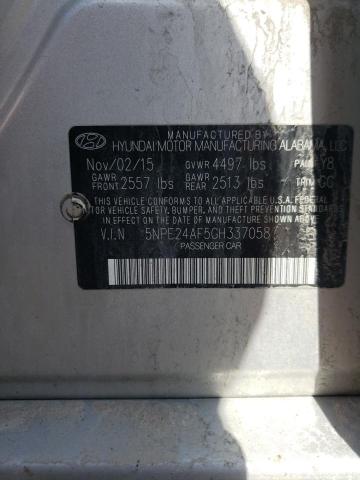 MANUFACTURED BY
HYUNDAI MOTOR MANUFACTURING ALABAMA, LLC
Nov/02/15 GVWR 4497 lbs PAINT Y8
GAWR FRONT 2557 lbs GAWR REAR 2513 lbs TRIM GG
THIS VEHICLE CONFORMS TO ALL APPLICABLE U.S.A FEDERAL MOTOR
VEHICLE SAFETY, BUMPER, AND THEFT PREVENTION STANDARDS
IN EFFECT ON THE DATE OF MANUFACTURE SHOWN ABOVE.
V.I.N 5NPE24AF5GH337058
PASSENGER CAR